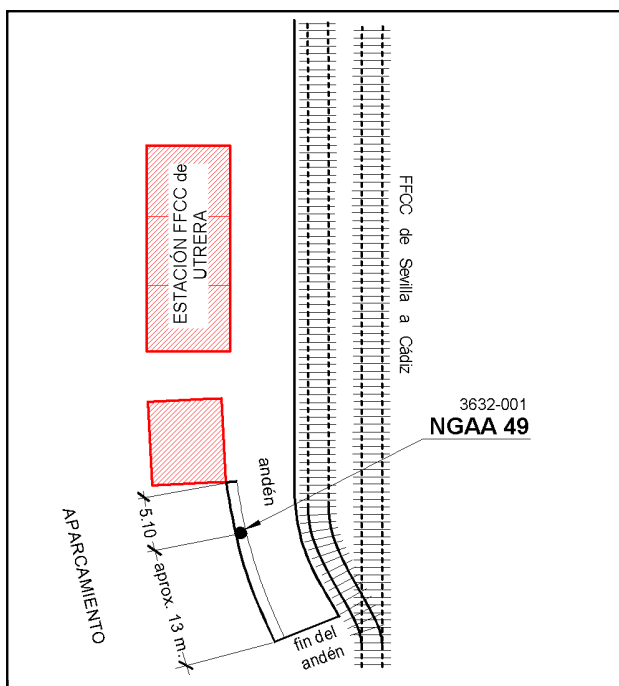 ESTACIÓN FFCC de
UTRERA
FFCC de Sevilla a Cádiz
3632-001
NGAA 49
andén
5.10
aprox. 13 m.
APARCAMIENTO
fin del
andén